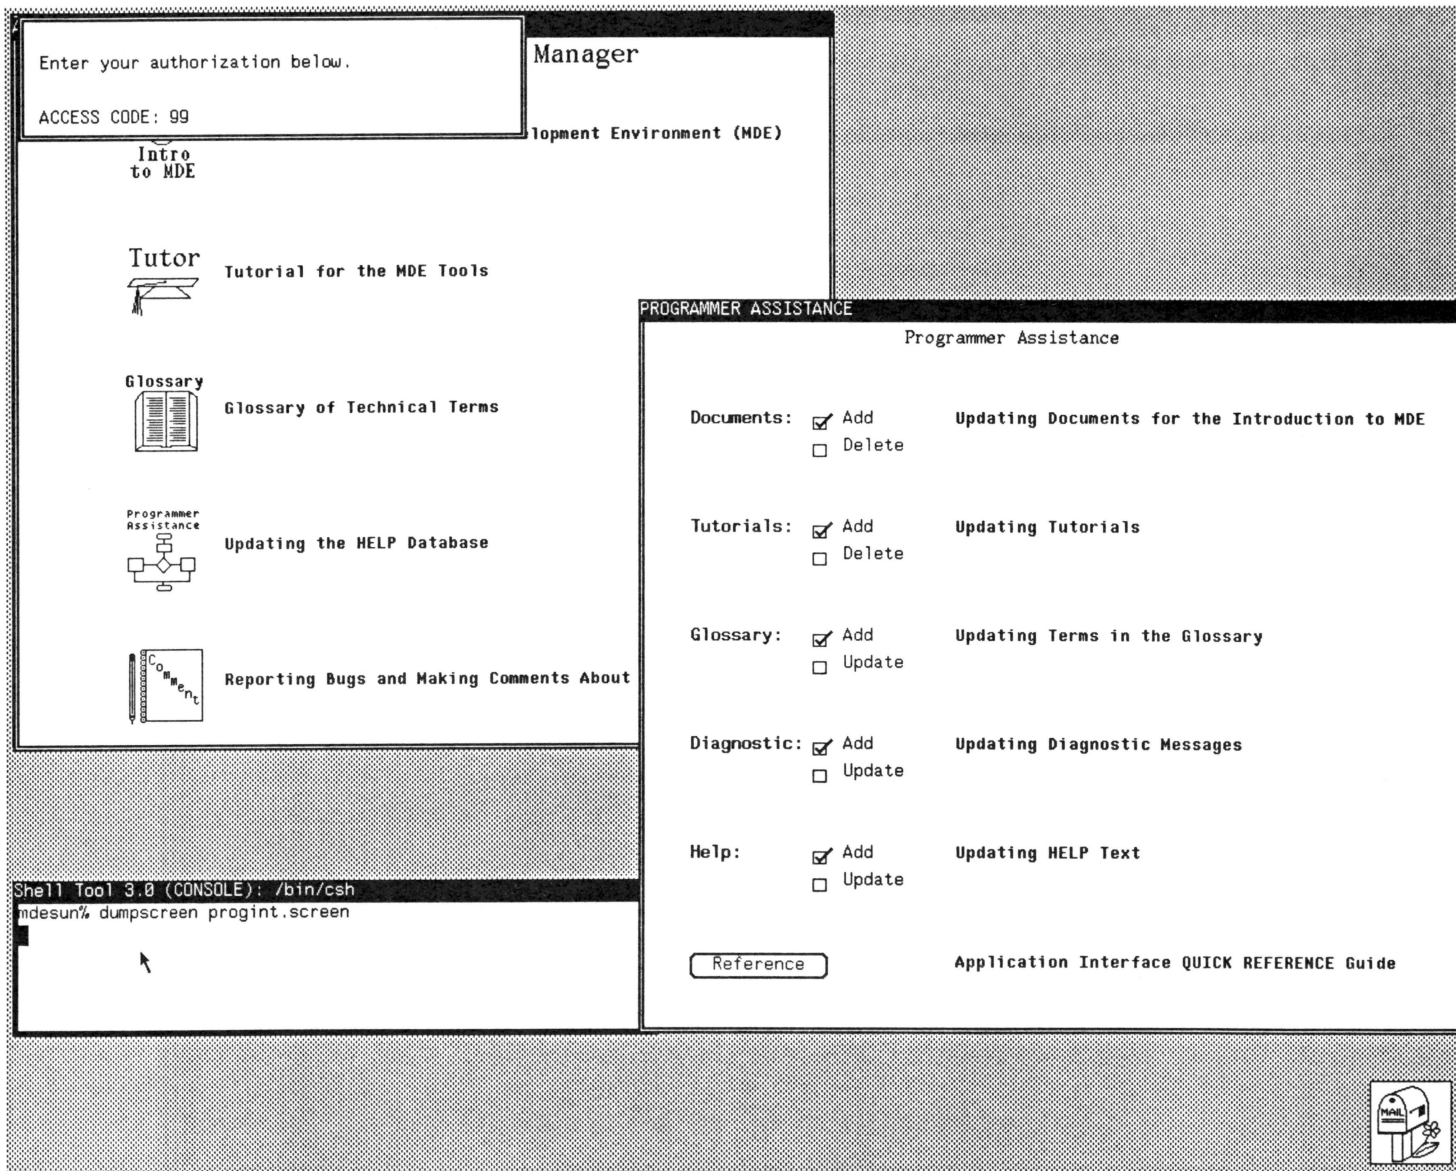 Enter your authorization below.
ACCESS CODE: 99
Manager
lopment Environment (MDE)
Intro
to MDE
Tutor
Tutorial for the MDE Tools
Glossary
Glossary of Technical Terms
Programmer
Assistance
Updating the HELP Database
Comment
Reporting Bugs and Making Comments About
PROGRAMMER ASSISTANCE
Programmer Assistance
Documents: Add Updating Documents for the Introduction to MDE
Delete
Tutorials: Add Updating Tutorials
Delete
Glossary: Add Updating Terms in the Glossary
Update
Diagnostic: Add Updating Diagnostic Messages
Update
Help: Add Updating HELP Text
Update
Reference Application Interface QUICK REFERENCE Guide
Shell Tool 3.0 (CONSOLE): /bin/csh
mdesun% dumpscreen progint.screen
MAIL